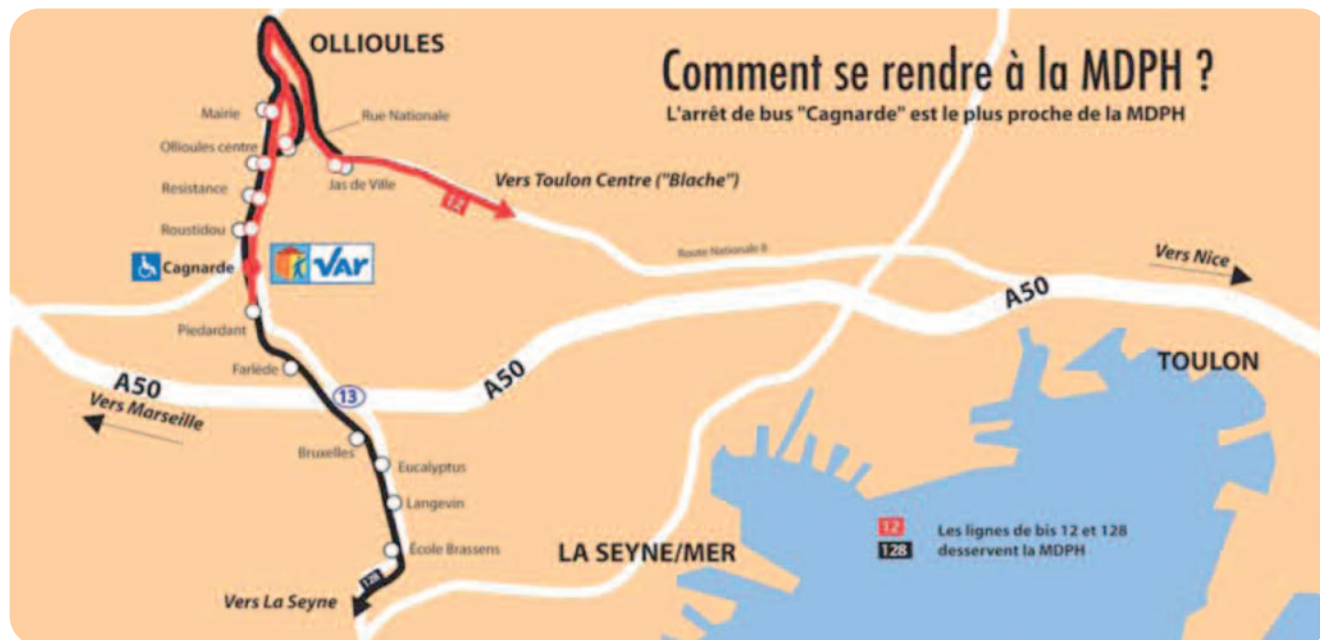 OLLIOULES
Comment se rendre à la MDPH ?
L'arrêt de bus "Cagnarde" est le plus proche de la MDPH
Mairie
Rue Nationale
Ollioules centre
Jas de Ville
Vers Toulon Centre ("Blache")
Resistance
12
Roustidou
Route Nationale 8
Vers Nice
Cagnarde
VAr
A50
Piedardant
TOULON
Farlède
A50
A50
13
Vers Marseille
Bruxelles
Eucalyptus
Langevin
12
Les lignes de bis 12 et 128
128
desservent la MDPH
École Brassens
LA SEYNE/MER
128
Vers La Seyne